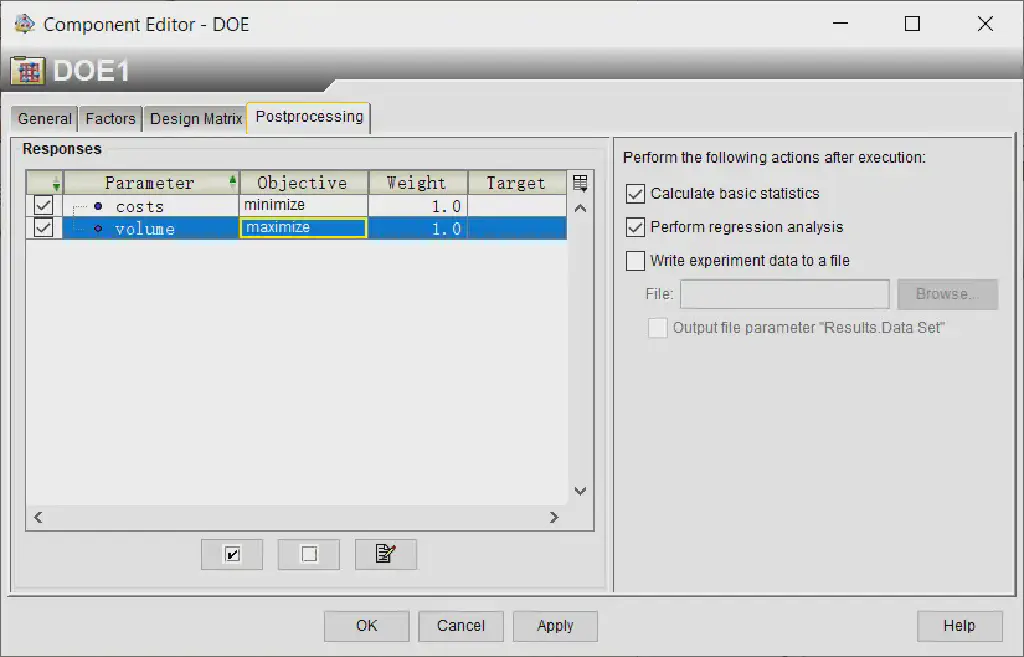 Component Editor - DOE
DOE1
General Factors Design Matrix Postprocessing
Responses
Parameter Objective Weight Target
costs minimize 1.0
volume maximize 1.0
Perform the following actions after execution:
Calculate basic statistics
Perform regression analysis
Write experiment data to a file
File: Browse...
Output file parameter "Results.Data Set"
OK Cancel Apply Help